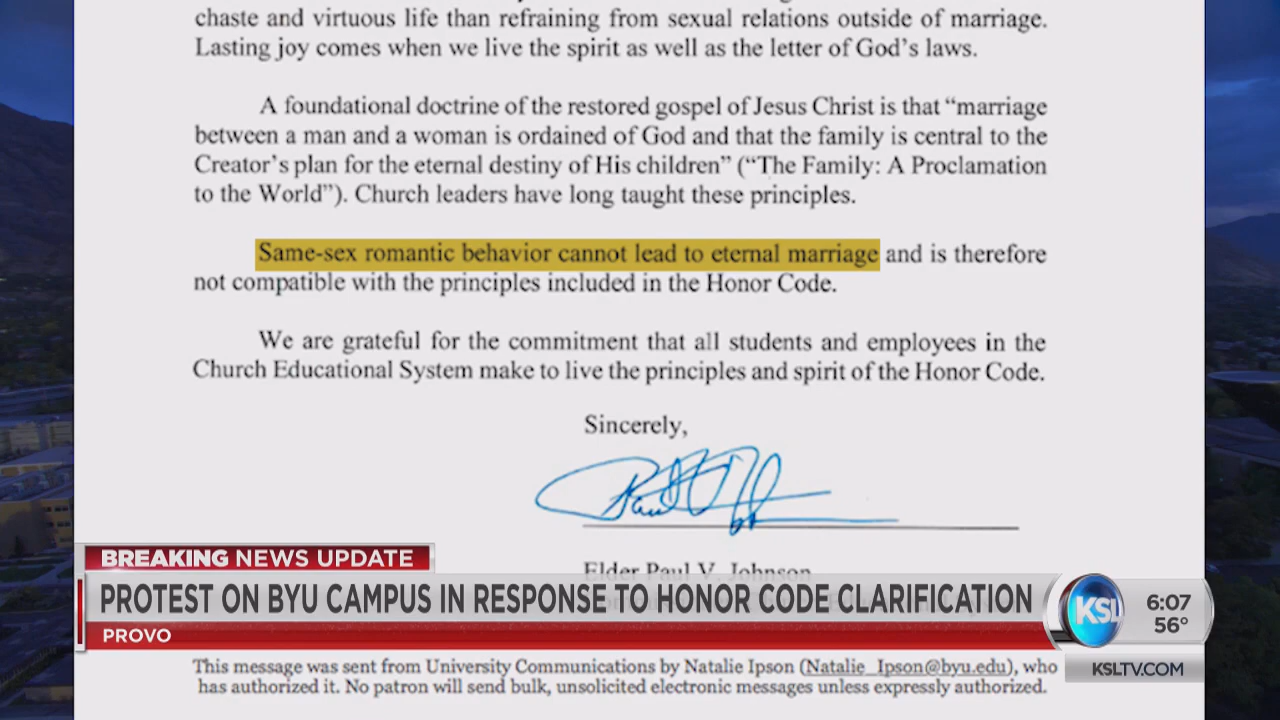 chaste and virtuous life than refraining from sexual relations outside of marriage.
Lasting joy comes when we live the spirit as well as the letter of God's laws.
A foundational doctrine of the restored gospel of Jesus Christ is that “marriage
between a man and a woman is ordained of God and that the family is central to the
Creator's plan for the eternal destiny of His children” (“The Family: A Proclamation
to the World”). Church leaders have long taught these principles.
Same-sex romantic behavior cannot lead to eternal marriage and is therefore
not compatible with the principles included in the Honor Code.
We are grateful for the commitment that all students and employees in the
Church Educational System make to live the principles and spirit of the Honor Code.
Sincerely,
Elder Paul V. Johnson
BREAKING NEWS UPDATE
PROTEST ON BYU CAMPUS IN RESPONSE TO HONOR CODE CLARIFICATION
PROVO
KSL
6:07
56°
KSLTV.COM
This message was sent from University Communications by Natalie Ipson (Natalie_Ipson@byu.edu), who
has authorized it. No patron will send bulk, unsolicited electronic messages unless expressly authorized.